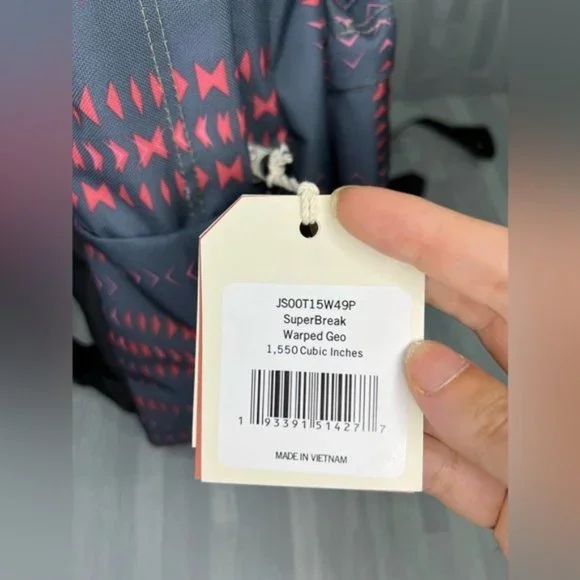 JS00T15W49P
SuperBreak
Warped Geo
1,550 Cubic Inches
1 93391 51427 7
MADE IN VIETNAM